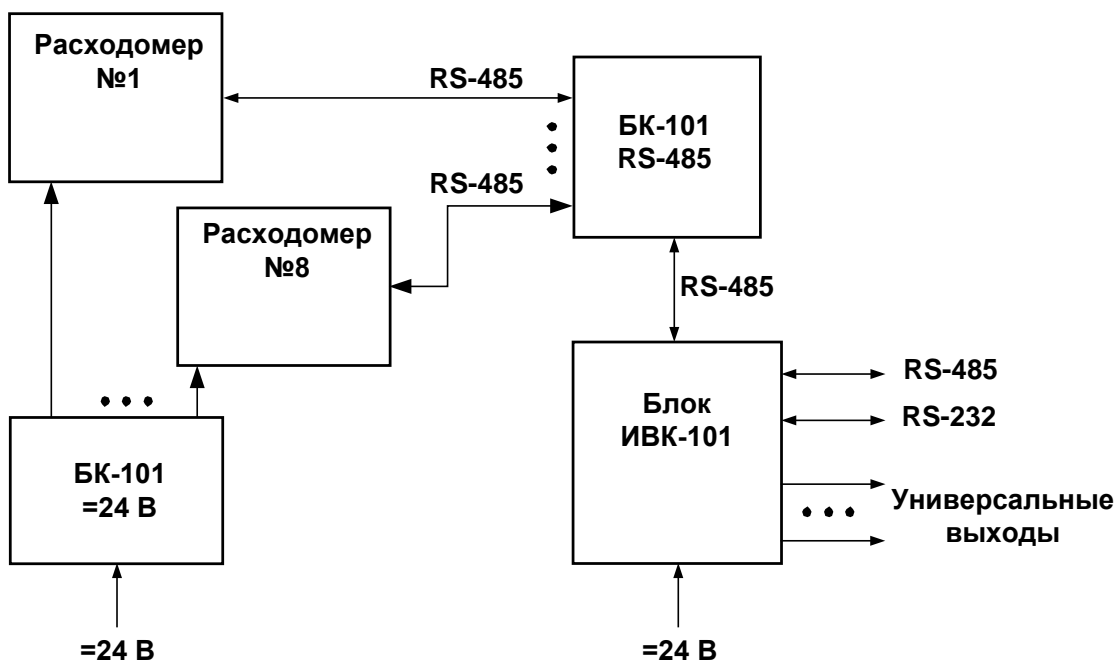 Расходомер
№1
RS-485
БК-101
RS-485
RS-485
Расходомер
№8
RS-485
Блок
ИВК-101
RS-485
RS-232
Универсальные
выходы
БК-101
=24 В
=24 В
=24 В